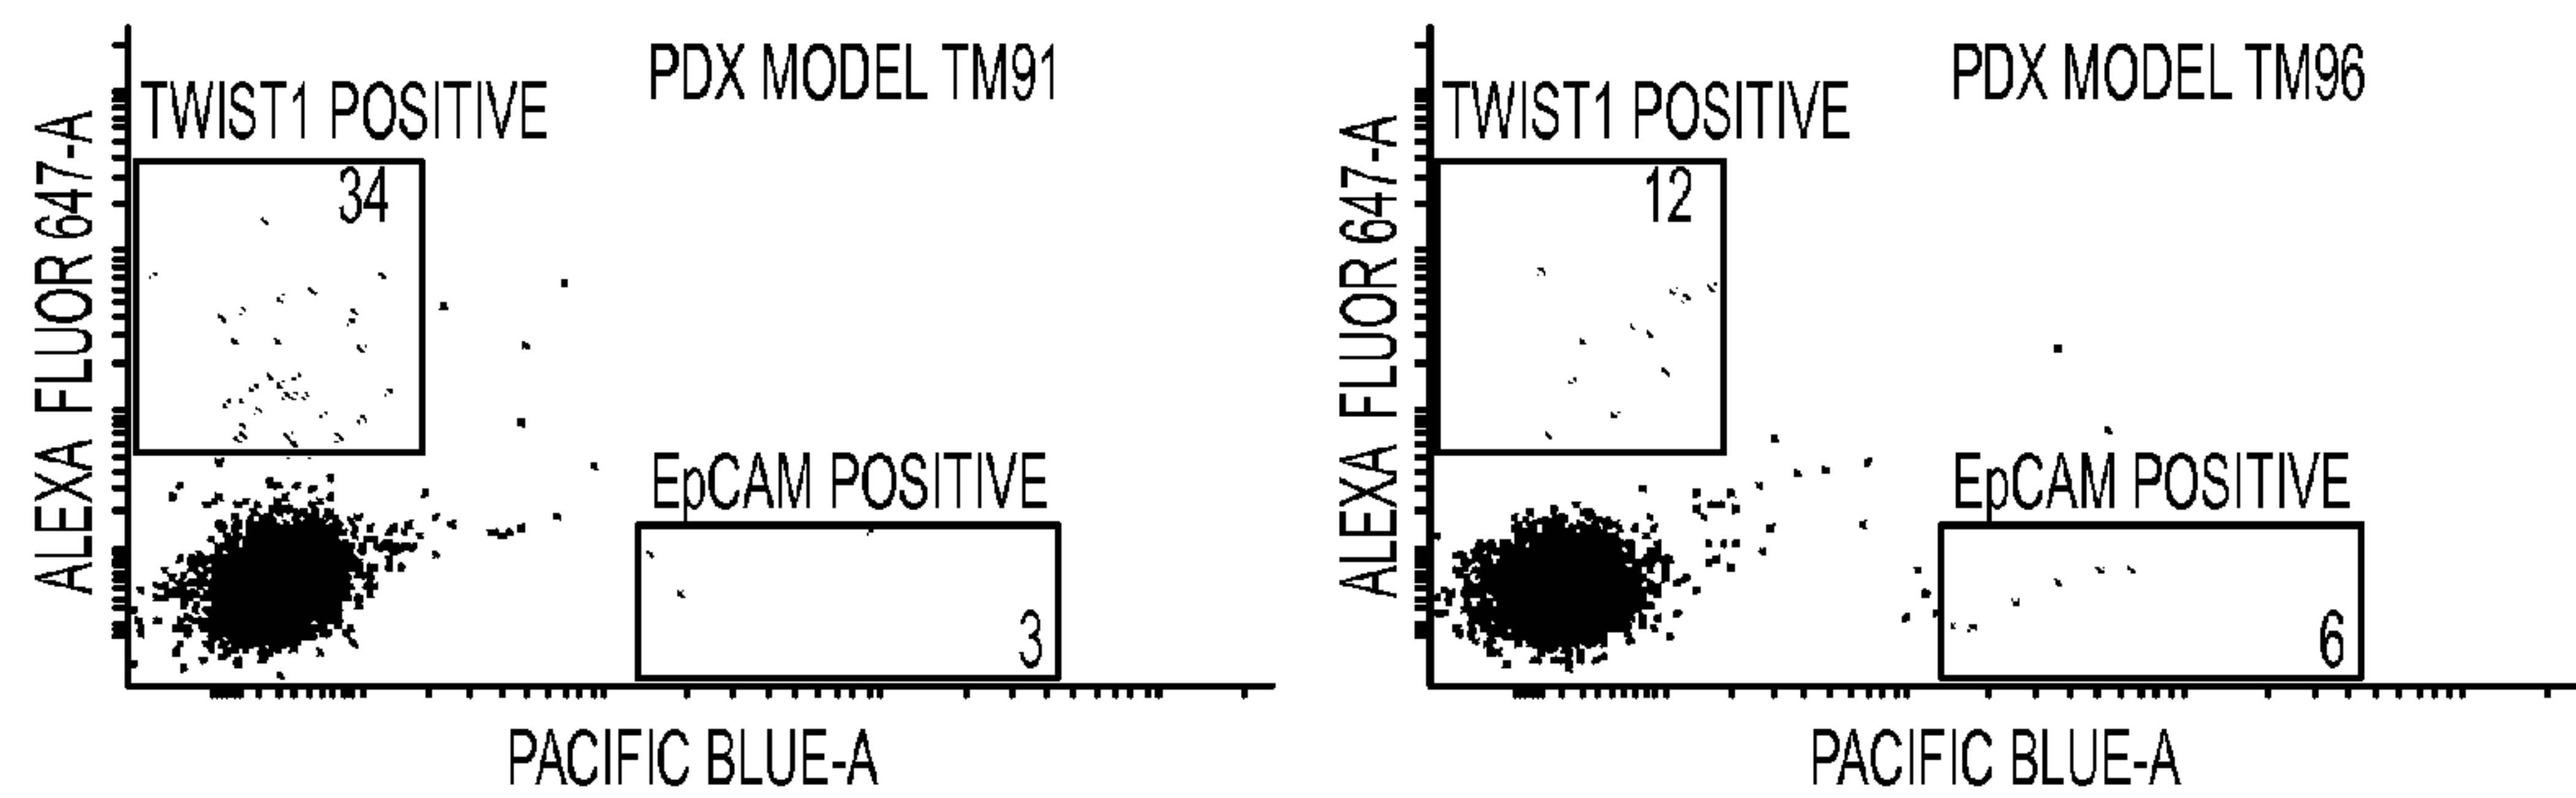 PDX MODEL TM91
TWIST1 POSITIVE
34
ALEXA FLUOR 647-A
EpCAM POSITIVE
3
PACIFIC BLUE-A
PDX MODEL TM96
TWIST1 POSITIVE
12
ALEXA FLUOR 647-A
EpCAM POSITIVE
6
PACIFIC BLUE-A